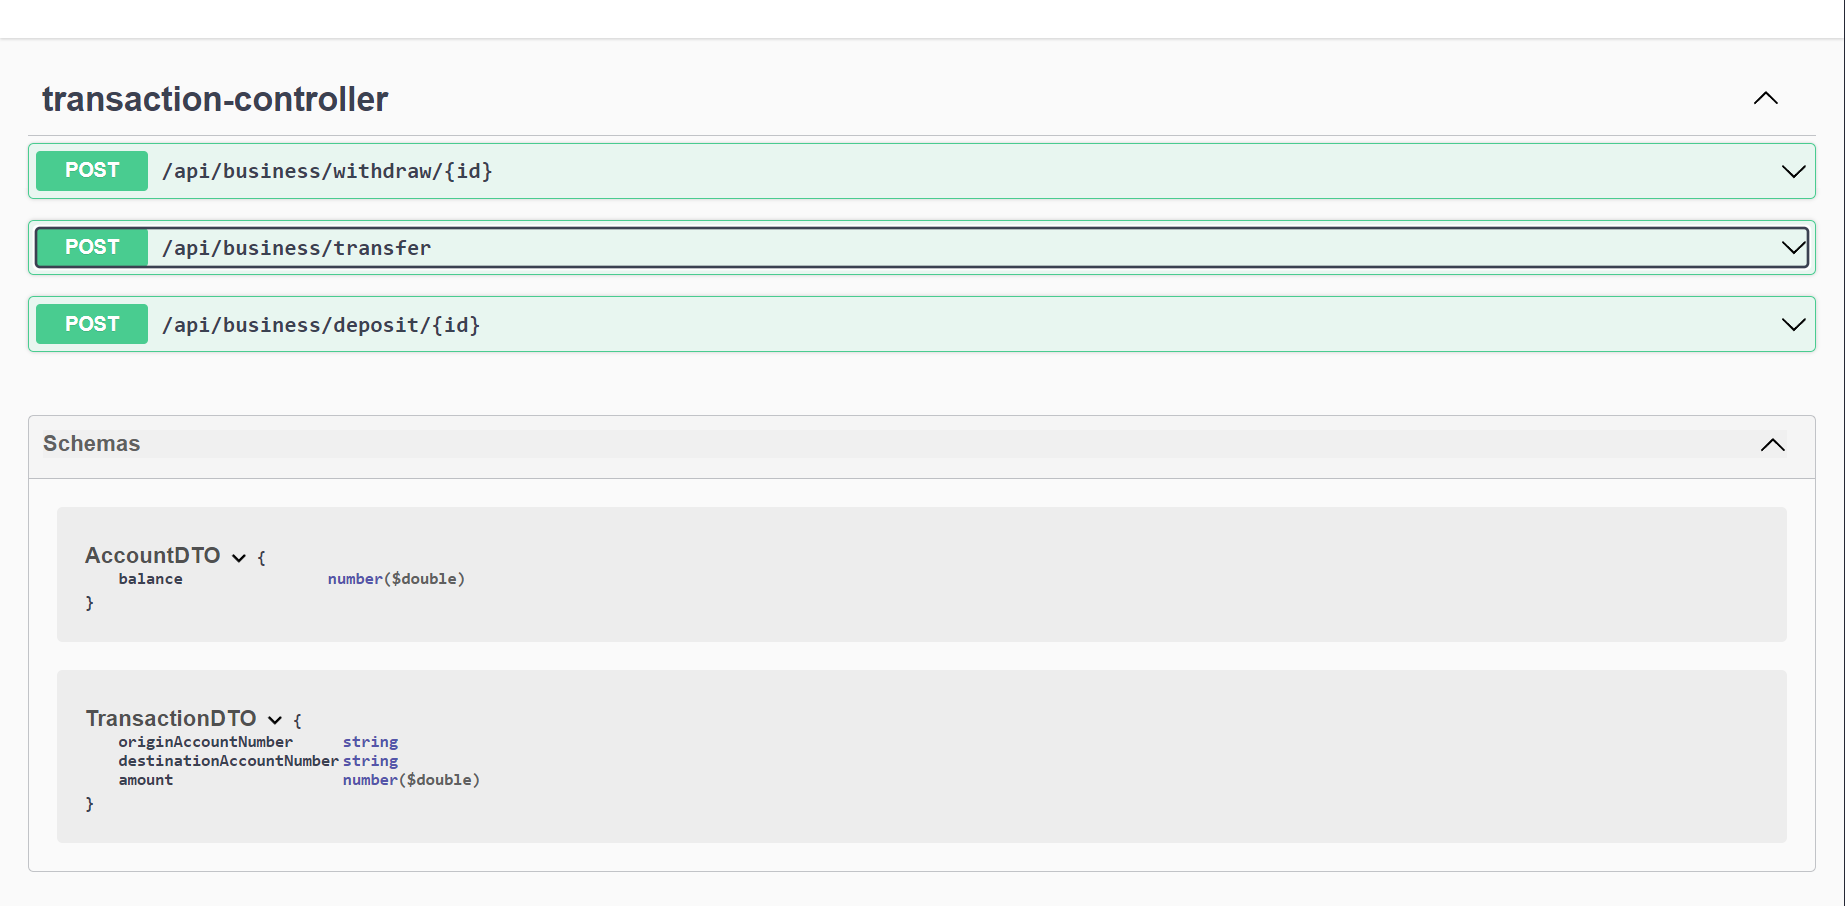 transaction-controller
POST /api/business/withdraw/{id}
POST /api/business/transfer
POST /api/business/deposit/{id}
Schemas
AccountDTO {
balance number($double)
}
TransactionDTO {
originAccountNumber string
destinationAccountNumber string
amount number($double)
}